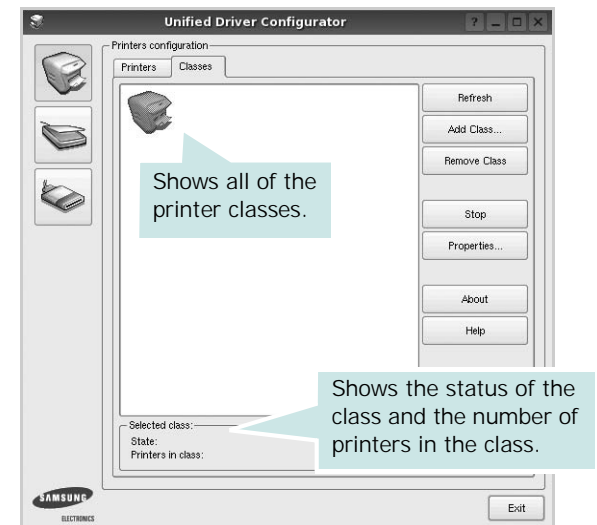 Unified Driver Configurator
Printers configuration
Printers Classes
Refresh
Add Class...
Remove Class
Stop
Properties...
About
Help
Shows all of the
printer classes.
Shows the status of the
class and the number of
printers in the class.
Selected class:
State:
Printers in class:
SAMSUNG
ELECTRONICS
Exit